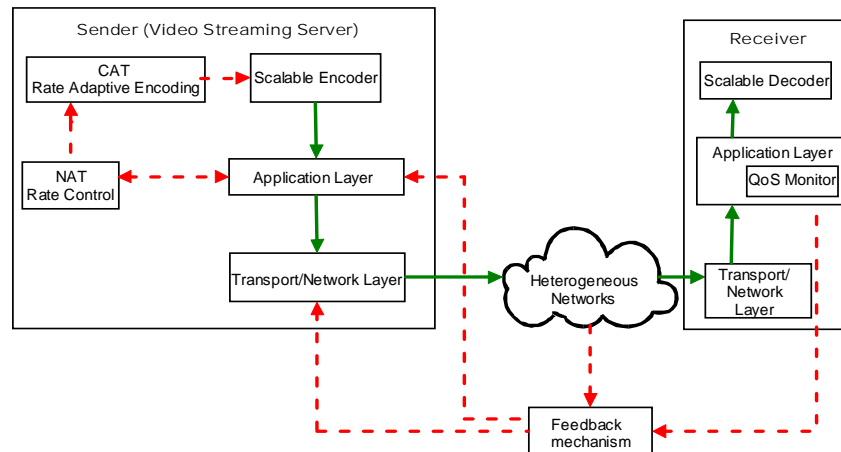 Sender (Video Streaming Server)
CAT
Rate Adaptive Encoding
Scalable Encoder
NAT
Rate Control
Application Layer
Transport/Network Layer
Heterogeneous
Networks
Receiver
Scalable Decoder
Application Layer
QoS Monitor
Transport/
Network
Layer
Feedback
mechanism